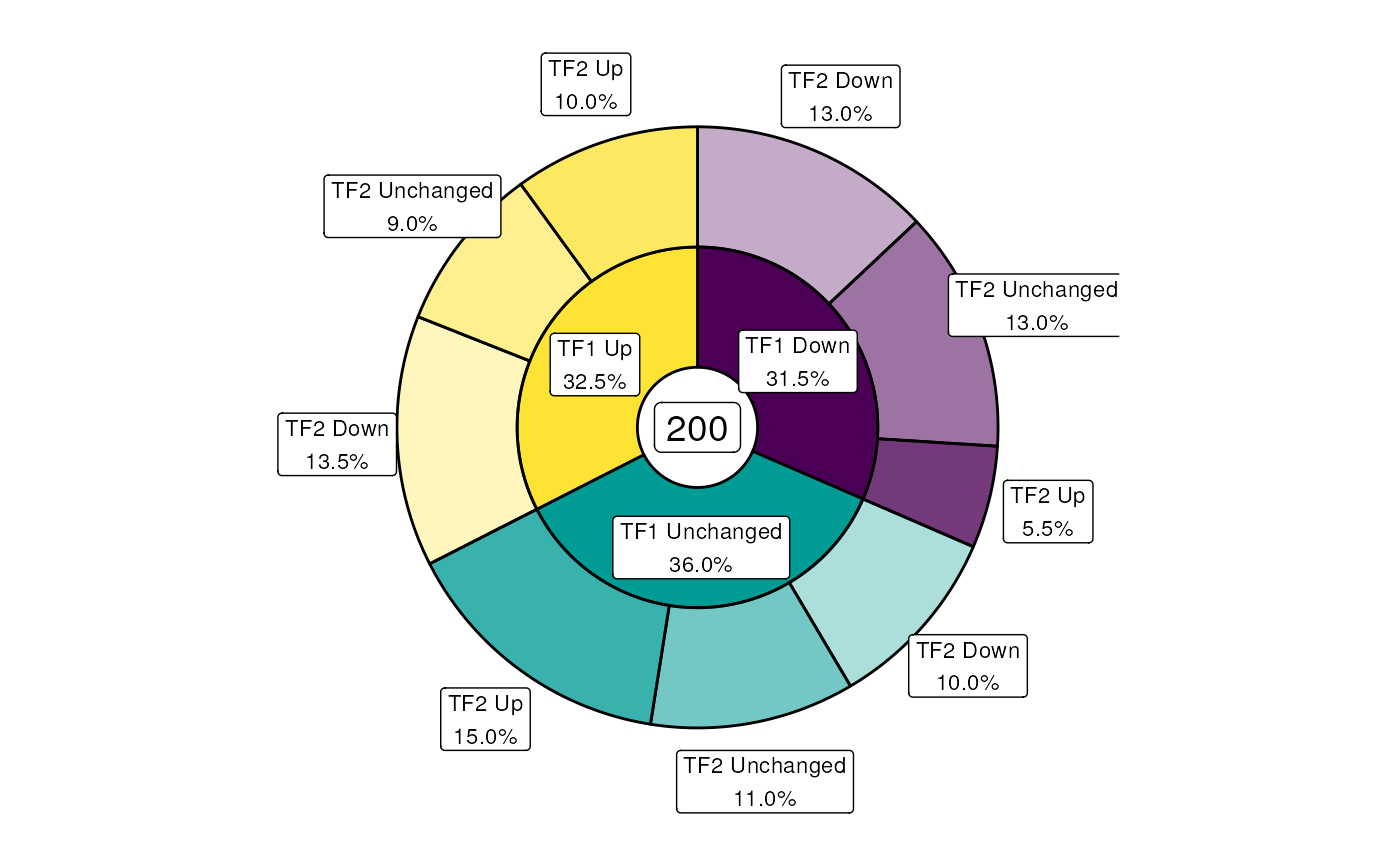 TF2 Up
10.0%
TF2 Down
13.0%
TF2 Unchanged
9.0%
TF2 Unchanged
13.0%
TF1 Up
32.5%
TF1 Down
31.5%
200
TF2 Down
13.5%
TF2 Up
5.5%
TF1 Unchanged
36.0%
TF2 Down
10.0%
TF2 Up
15.0%
TF2 Unchanged
11.0%